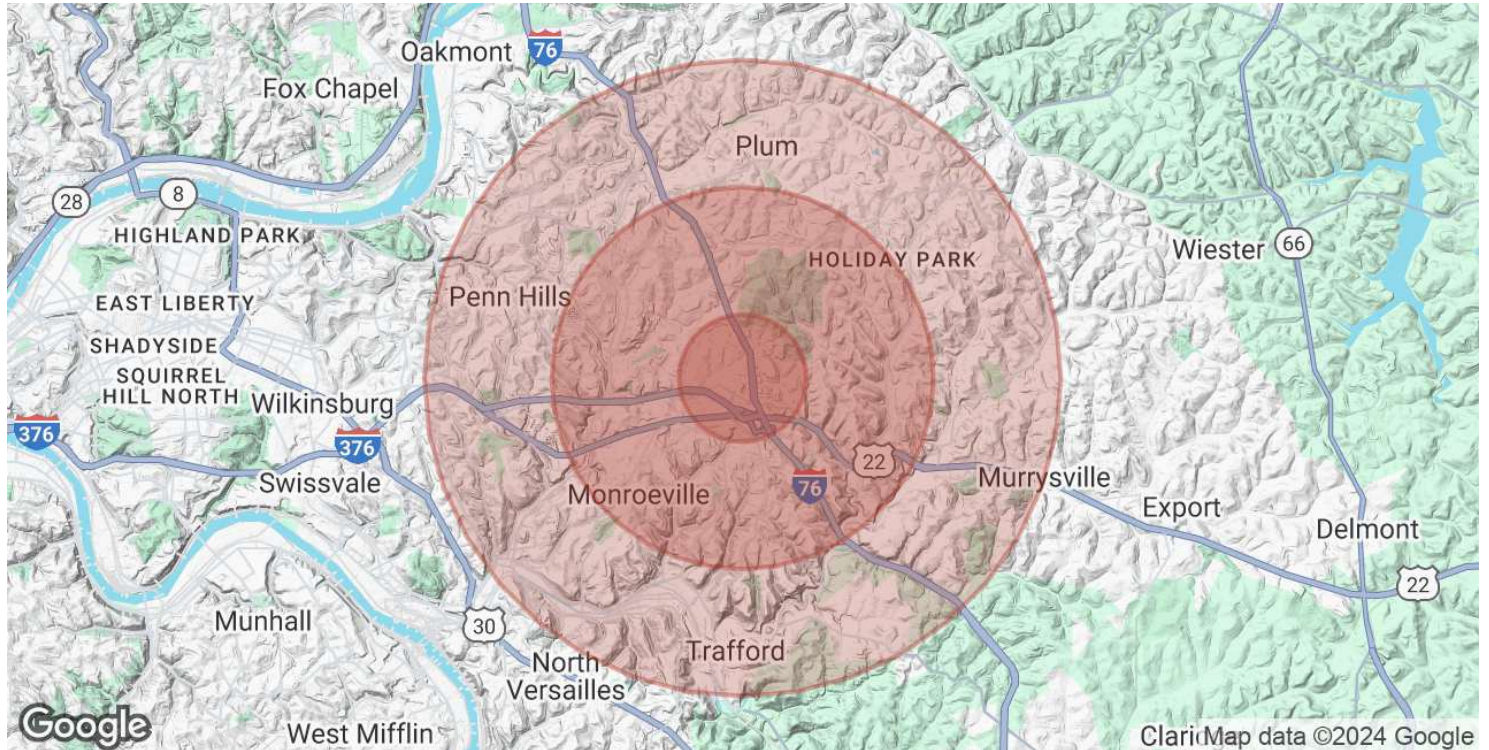 Oakmont
76
Fox Chapel
Plum
28
8
HIGHLAND PARK
Wiester
66
HOLIDAY PARK
Penn Hills
EAST LIBERTY
SHADYSIDE
SQUIRREL
HILL NORTH
Wilkinsburg
376
376
22
Swissvale
Monroeville
76
Murrysville
Export
Delmont
22
Munhall
30
Trafford
North
Versailles
Google
West Mifflin
Map data ©2024 Google